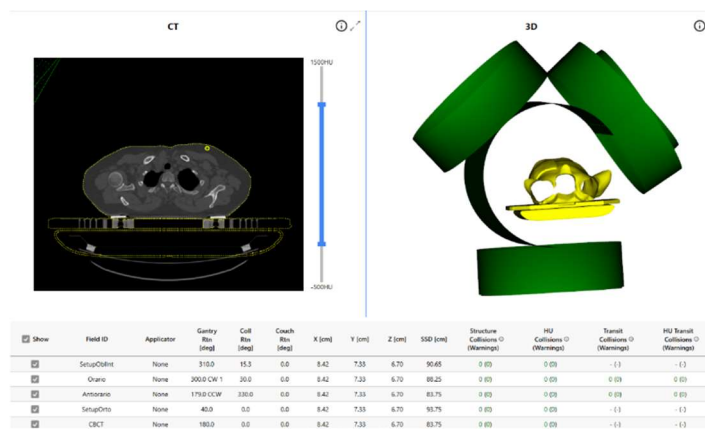 CT
3D
1500HU
-500HU
Show Field ID Applicator Gantry Rtn [deg] Coll Rtn [deg] Couch Rtn [deg] X [cm] Y [cm] Z [cm] SSD [cm] Structure Collisions (Warnings) HU Collisions (Warnings) Transit Collisions (Warnings) HU Transit Collisions (Warnings)
SetupOblInt None 310.0 15.3 0.0 8.42 7.33 6.70 90.65 0 (0) 0 (0) - (-) - (-)
Orario None 300.0 CW 1 30.0 0.0 8.42 7.33 6.70 88.25 0 (0) 0 (0) 0 (0) 0 (0)
Antiorario None 179.0 CCW 330.0 0.0 8.42 7.33 6.70 83.75 0 (0) 0 (0) 0 (0) 0 (0)
SetupOrto None 40.0 0.0 0.0 8.42 7.33 6.70 93.75 0 (0) 0 (0) - (-) - (-)
CBCT None 180.0 0.0 0.0 8.42 7.33 6.70 83.75 0 (0) 0 (0) - (-) - (-)